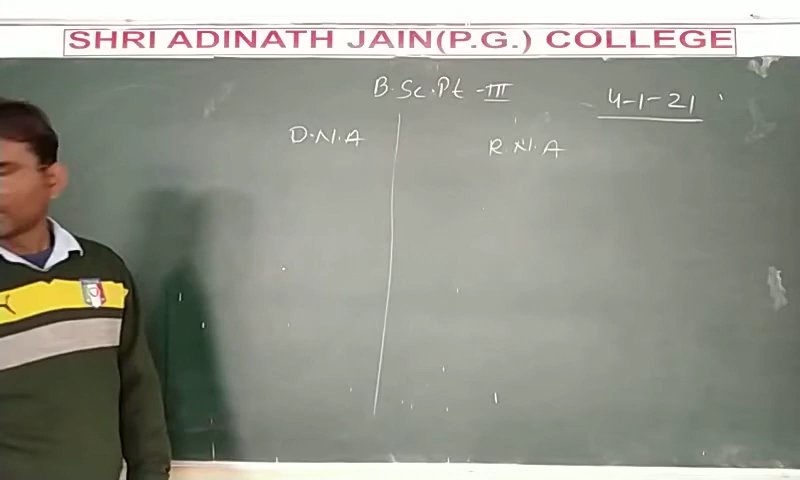 SHRI ADINATH JAIN(P.G.) COLLEGE
B.Sc.Pt-III
4-1-21
D.N.A
R.N.A